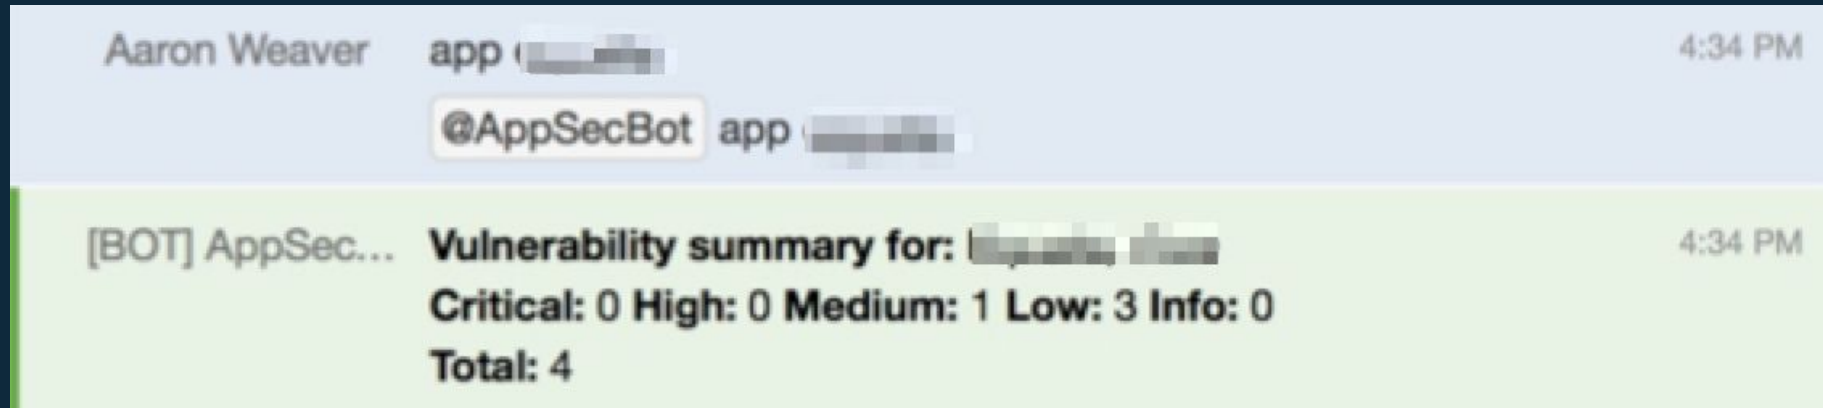 Aaron Weaver app 4:34 PM
@AppSecBot app
[BOT] AppSec... Vulnerability summary for: 4:34 PM
Critical: 0 High: 0 Medium: 1 Low: 3 Info: 0
Total: 4